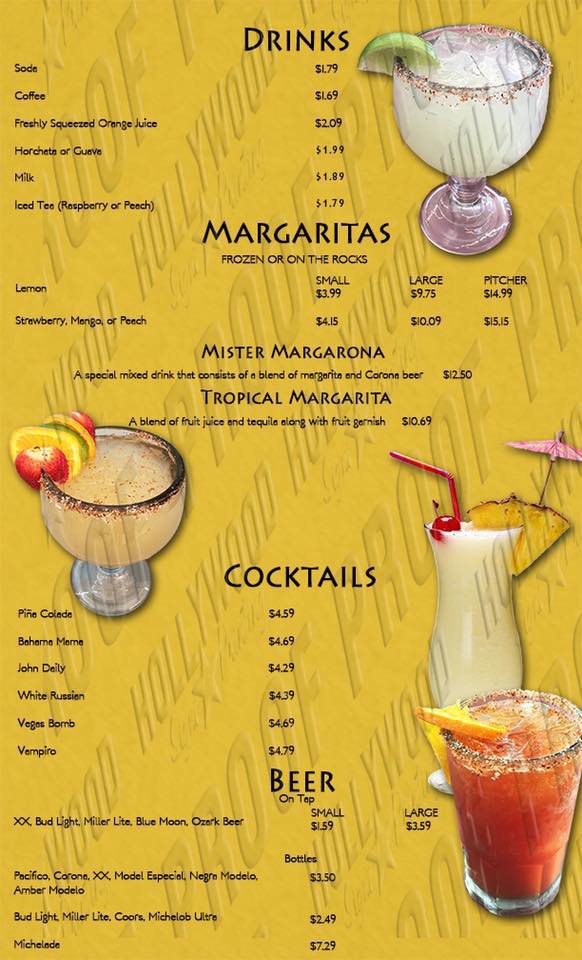 DRINKS
Soda $1.79
Coffee $1.69
Freshly Squeezed Orange Juice $2.09
Horchata or Guava $1.99
Milk $1.89
Iced Tea (Raspberry or Peach) $1.79
MARGARITAS
FROZEN OR ON THE ROCKS
SMALL LARGE PITCHER
Lemon $3.99 $9.75 $14.99
Strawberry, Mango, or Peach $4.15 $10.09 $15.15
MISTER MARGARONA
A special mixed drink that consists of a blend of margarita and Corona beer $12.50
TROPICAL MARGARITA
A blend of fruit juice and tequila along with fruit garnish $10.69
COCKTAILS
Piña Colada $4.59
Bahama Mama $4.69
John Daily $4.29
White Russian $4.39
Vegas Bomb $4.69
Vampiro $4.79
BEER
On Tap
SMALL LARGE
XX, Bud Light, Miller Lite, Blue Moon, Ozark Beer $1.59 $3.59
Bottles
Pacifico, Corona, XX, Model Especial, Negra Modelo,
Amber Modelo $3.50
Bud Light, Miller Lite, Coors, Michelob Ultra $2.49
Michelada $7.29
PROOF
HOLLYWOOD